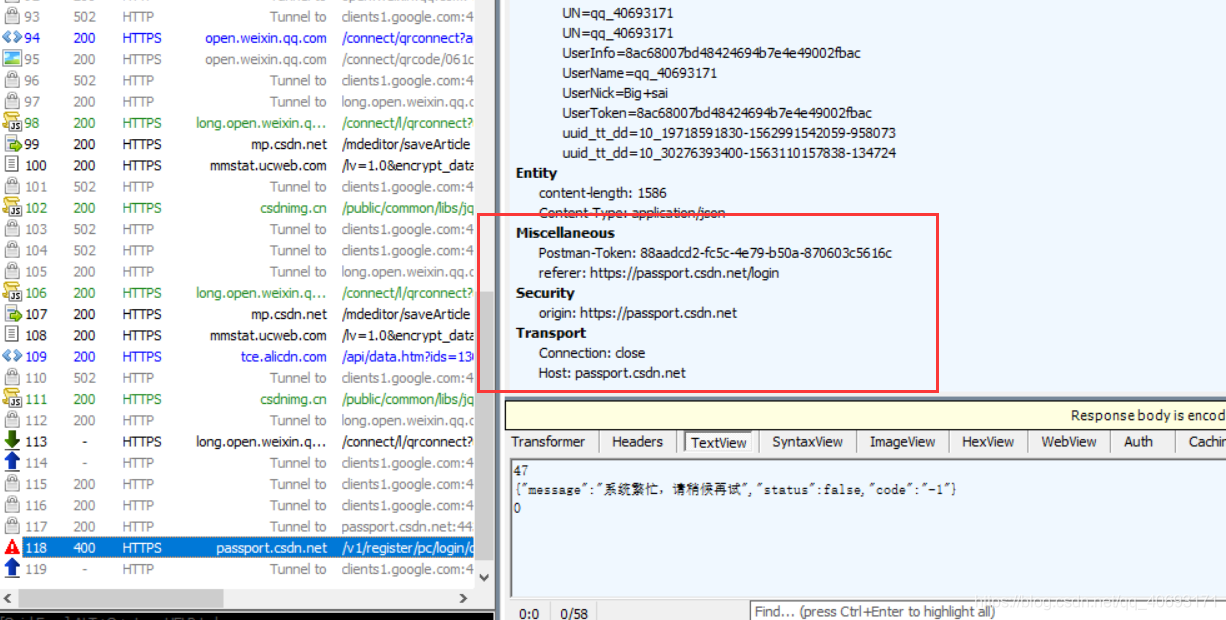 93 502 HTTP Tunnel to clients1.google.com:4
94 200 HTTPS open.weixin.qq.com /connect/qrconnect?a
95 200 HTTPS open.weixin.qq.com /connect/qrcode/061c
96 502 HTTP Tunnel to clients1.google.com:4
97 200 HTTP Tunnel to long.open.weixin.qq.c
98 200 HTTPS long.open.weixin.q... /connect/l/qrconnect?
99 200 HTTPS mp.csdn.net /mdeditor/saveArticle
100 200 HTTPS mmstat.ucweb.com /lv=1.0&encrypt_data
101 502 HTTP Tunnel to clients1.google.com:4
102 200 HTTPS csdnimg.cn /public/common/libs/jq
103 502 HTTP Tunnel to clients1.google.com:4
104 502 HTTP Tunnel to clients1.google.com:4
105 200 HTTP Tunnel to long.open.weixin.qq.c
106 200 HTTPS long.open.weixin.q... /connect/l/qrconnect?
107 200 HTTPS mp.csdn.net /mdeditor/saveArticle
108 200 HTTPS mmstat.ucweb.com /lv=1.0&encrypt_data
109 200 HTTPS tce.alicdn.com /api/data.htm?ids=130
110 502 HTTP Tunnel to clients1.google.com:4
111 200 HTTPS csdnimg.cn /public/common/libs/jq
112 200 HTTP Tunnel to long.open.weixin.qq.c
113 - HTTPS long.open.weixin.q... /connect/l/qrconnect?
114 - HTTP Tunnel to clients1.google.com:4
115 200 HTTP Tunnel to clients1.google.com:4
116 200 HTTP Tunnel to clients1.google.com:4
117 200 HTTP Tunnel to passport.csdn.net:44
118 400 HTTPS passport.csdn.net /v1/register/pc/login/c
119 - HTTP Tunnel to clients1.google.com:4
UN=qq_40693171
UN=qq_40693171
UserInfo=8ac68007bd48424694b7e4e49002fbac
UserName=qq_40693171
UserNick=Big+sai
UserToken=8ac68007bd48424694b7e4e49002fbac
uuid_tt_dd=10_19718591830-1562991542059-958073
uuid_tt_dd=10_30276393400-1563110157838-134724
Entity
content-length: 1586
Content-Type: application/json
Miscellaneous
Postman-Token: 88aadcd2-fc5c-4e79-b50a-870603c5616c
referer: https://passport.csdn.net/login
Security
origin: https://passport.csdn.net
Transport
Connection: close
Host: passport.csdn.net
Response body is encod
Transformer Headers TextView SyntaxView ImageView HexView WebView Auth Cachin
47
{"message":"系统繁忙，请稍候再试","status":false,"code":"-1"}
0
0:0 0/58 Find... (press Ctrl+Enter to highlight all)
https://blog.csdn.net/qq_40693171